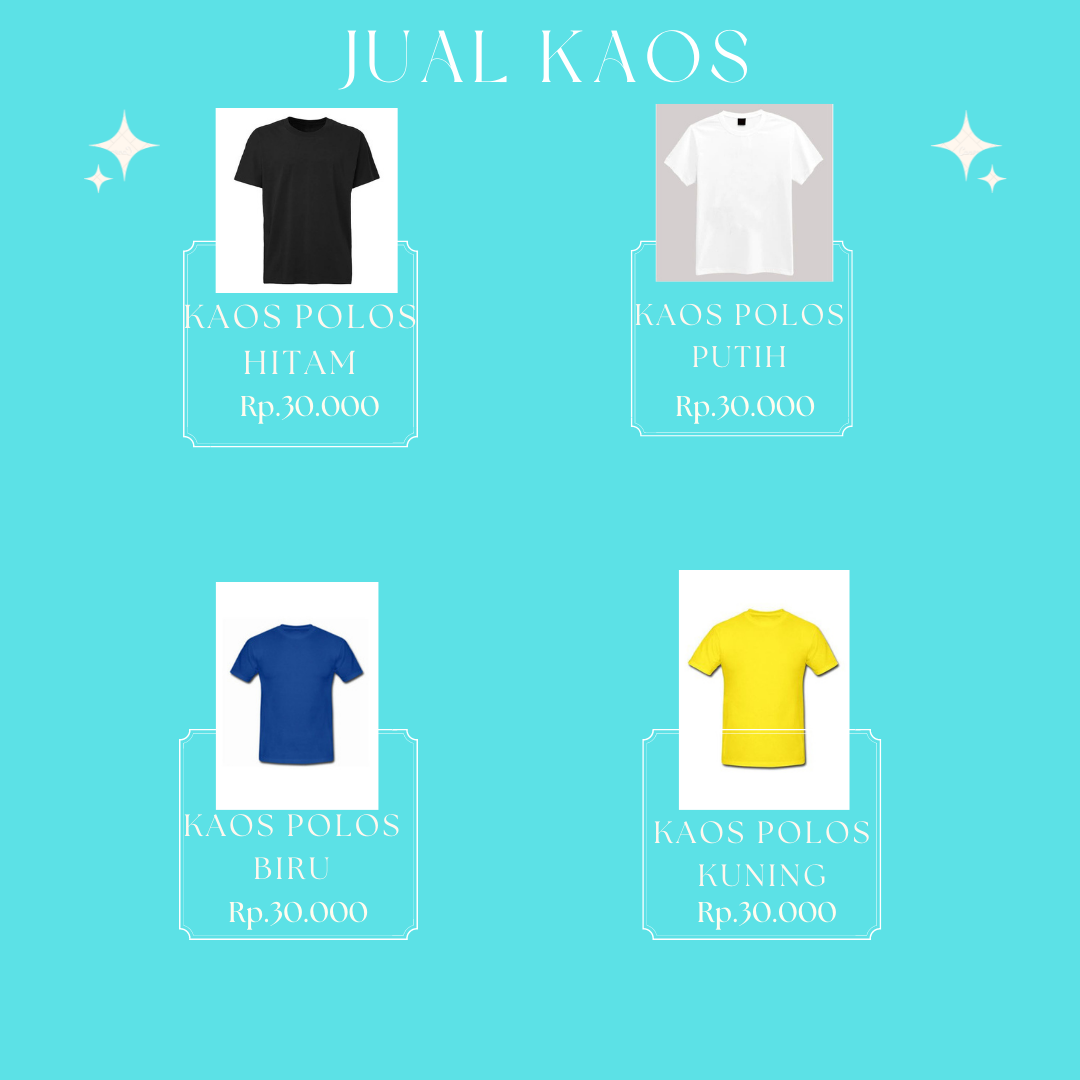 JUAL KAOS
KAOS POLOS
HITAM
Rp.30.000
KAOS POLOS
PUTIH
Rp.30.000
KAOS POLOS
BIRU
Rp.30.000
KAOS POLOS
KUNING
Rp.30.000